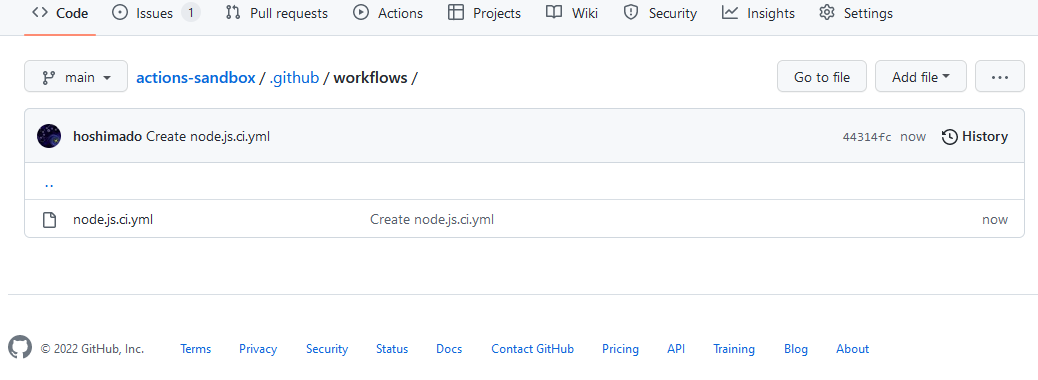 Code Issues 1 Pull requests Actions Projects Wiki Security Insights Settings
main actions-sandbox / .github / workflows / Go to file Add file ...
hoshimado Create node.js.ci.yml 44314fc now History
..
node.js.ci.yml Create node.js.ci.yml now
© 2022 GitHub, Inc. Terms Privacy Security Status Docs Contact GitHub Pricing API Training Blog About